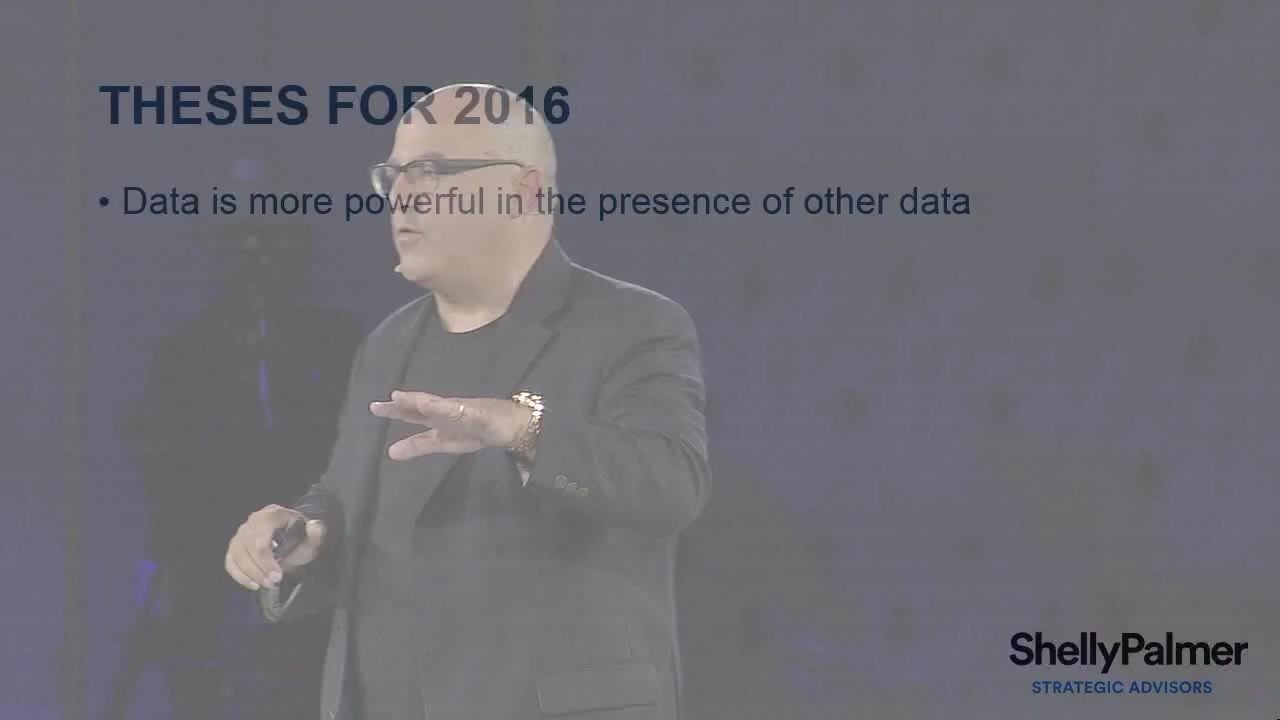 THESES FOR 2016
• Data is more powerful in the presence of other data
ShellyPalmer
STRATEGIC ADVISORS